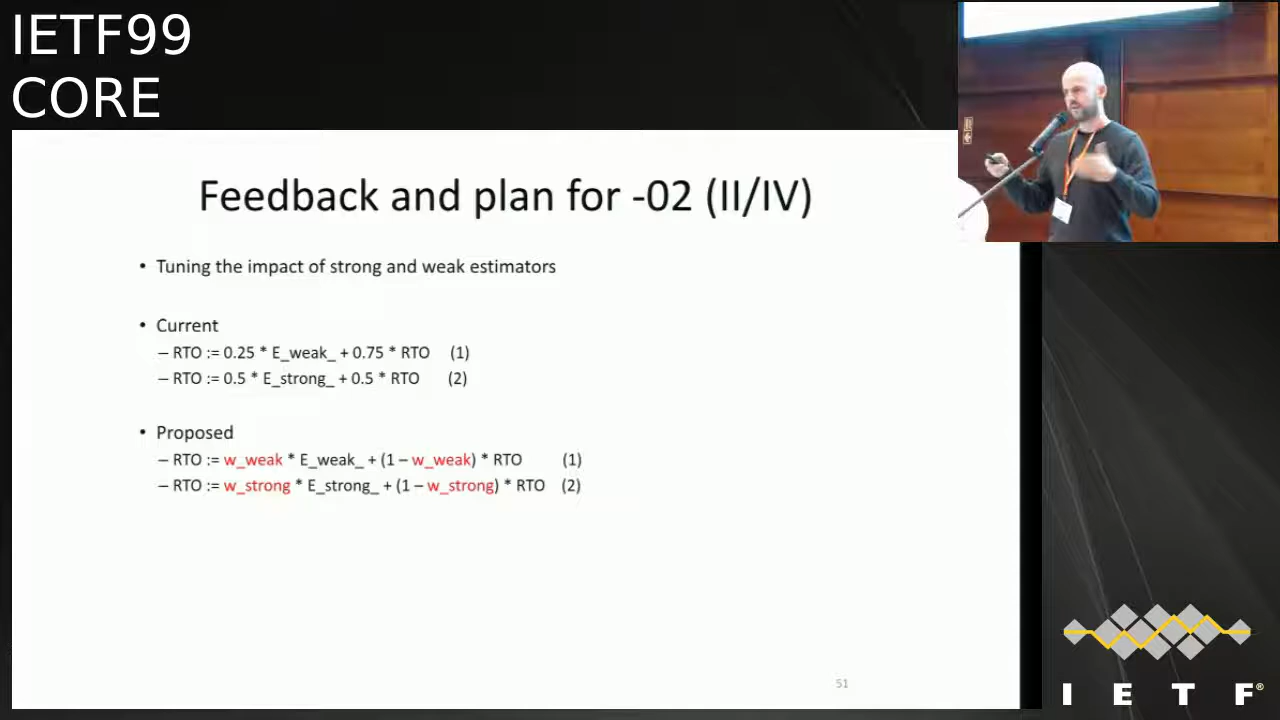 IETF99
CORE
Feedback and plan for -02 (II/IV)
• Tuning the impact of strong and weak estimators
• Current
– RTO := 0.25 * E_weak_ + 0.75 * RTO (1)
– RTO := 0.5 * E_strong_ + 0.5 * RTO (2)
• Proposed
– RTO := w_weak * E_weak_ + (1 – w_weak) * RTO (1)
– RTO := w_strong * E_strong_ + (1 – w_strong) * RTO (2)
51
I E T F®